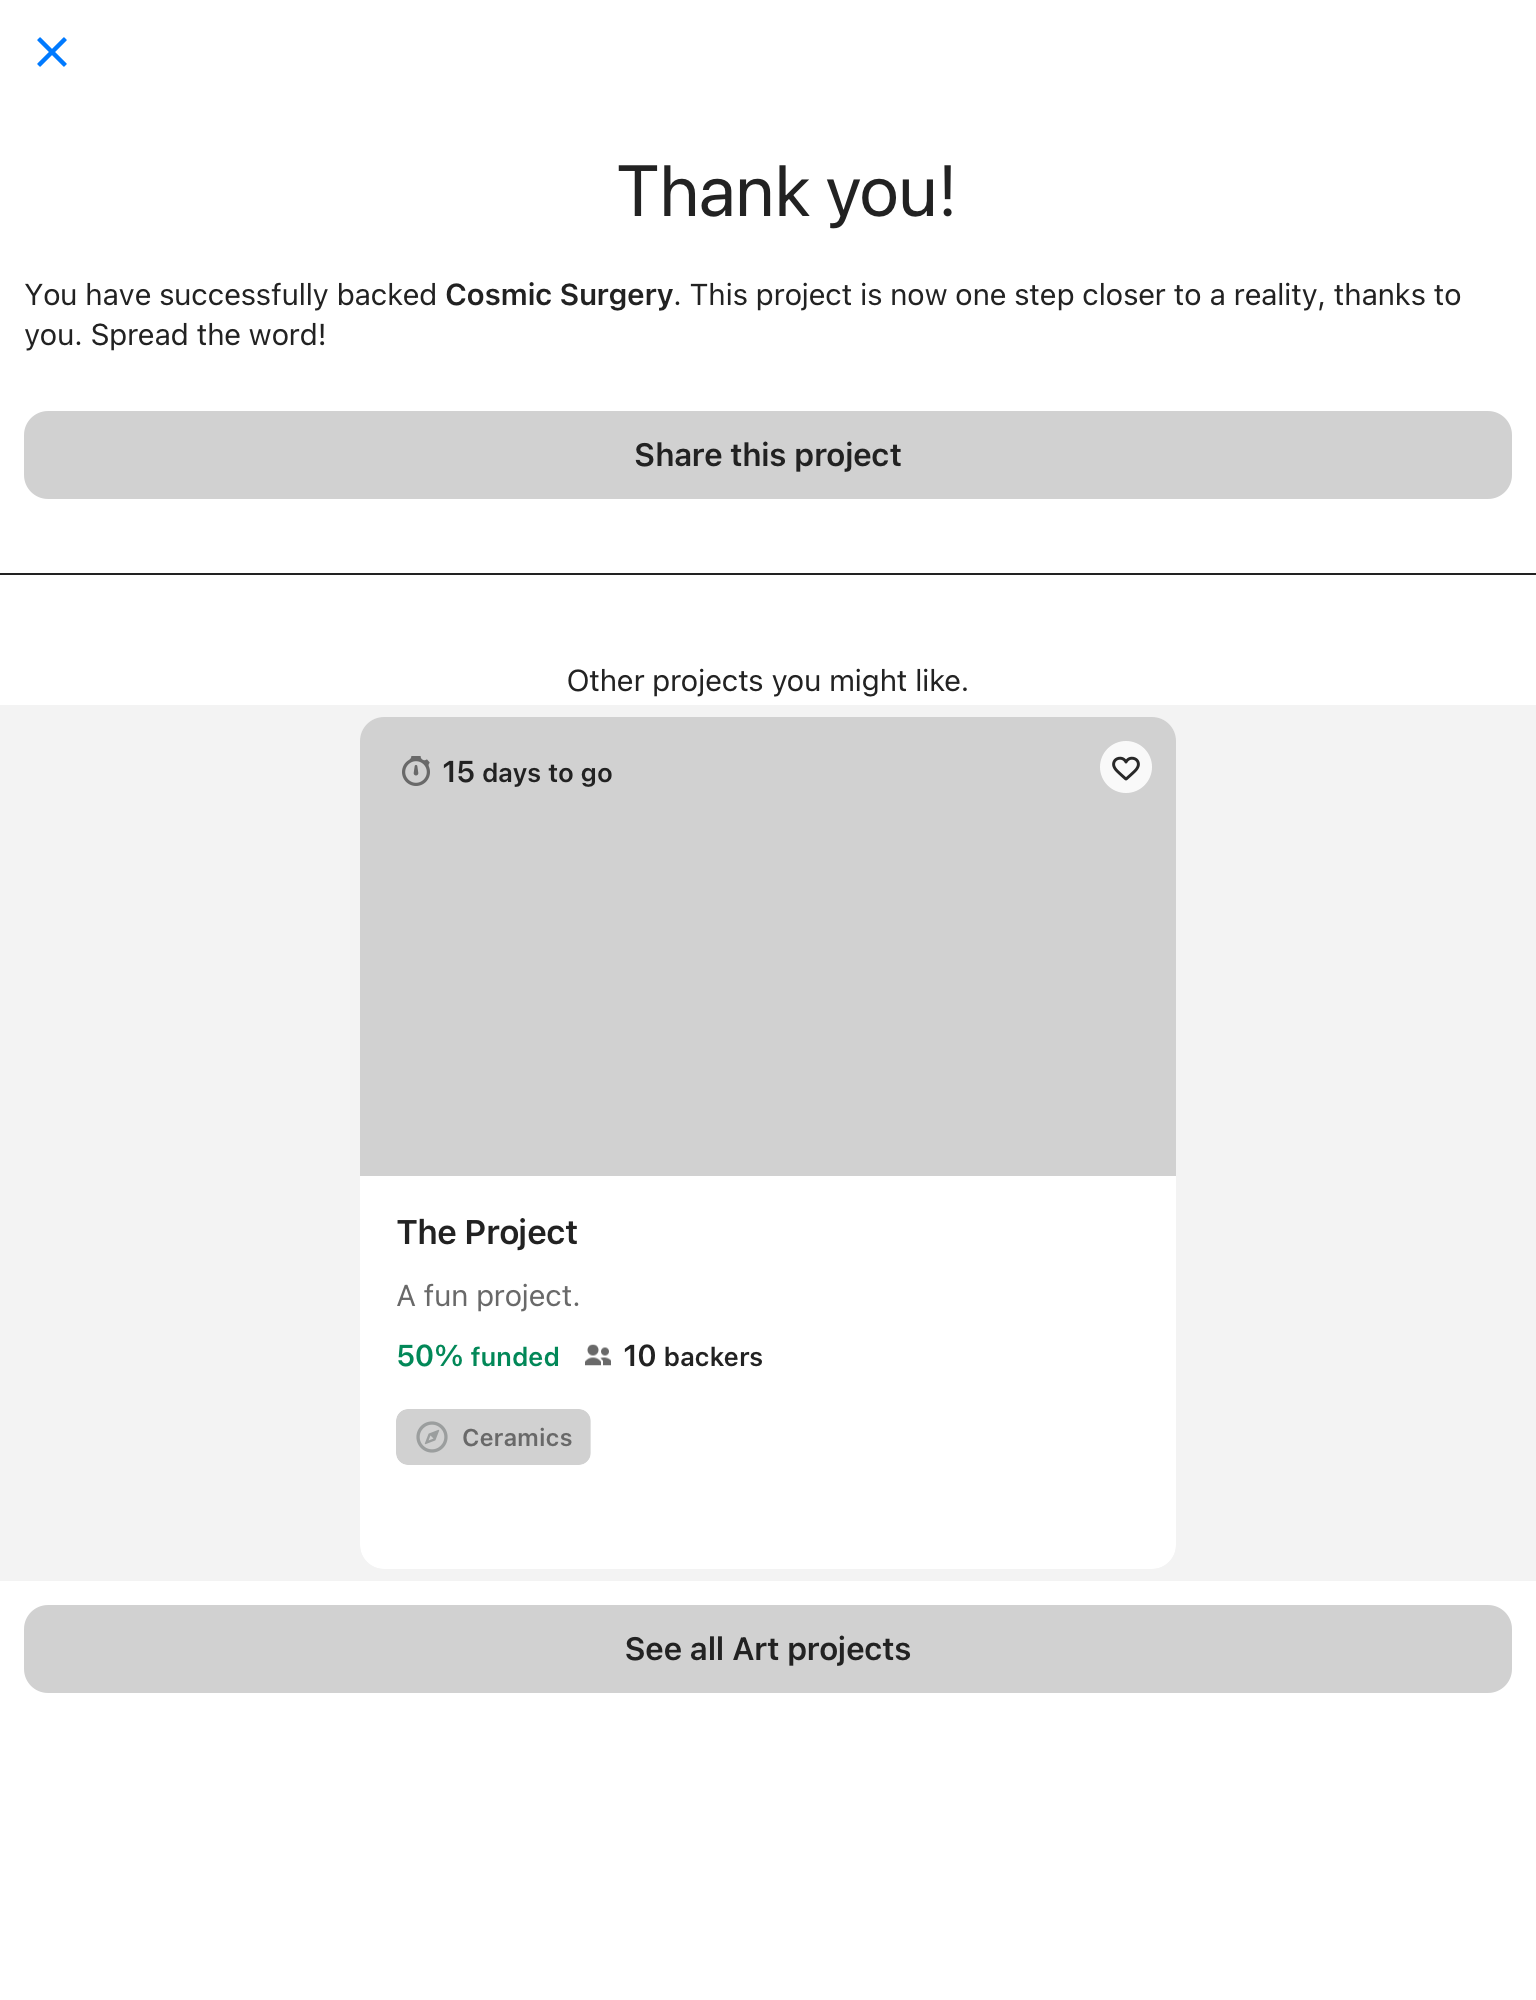 Thank you!
You have successfully backed Cosmic Surgery. This project is now one step closer to a reality, thanks to
you. Spread the word!
Share this project
Other projects you might like.
15 days to go
The Project
A fun project.
50% funded 10 backers
Ceramics
See all Art projects